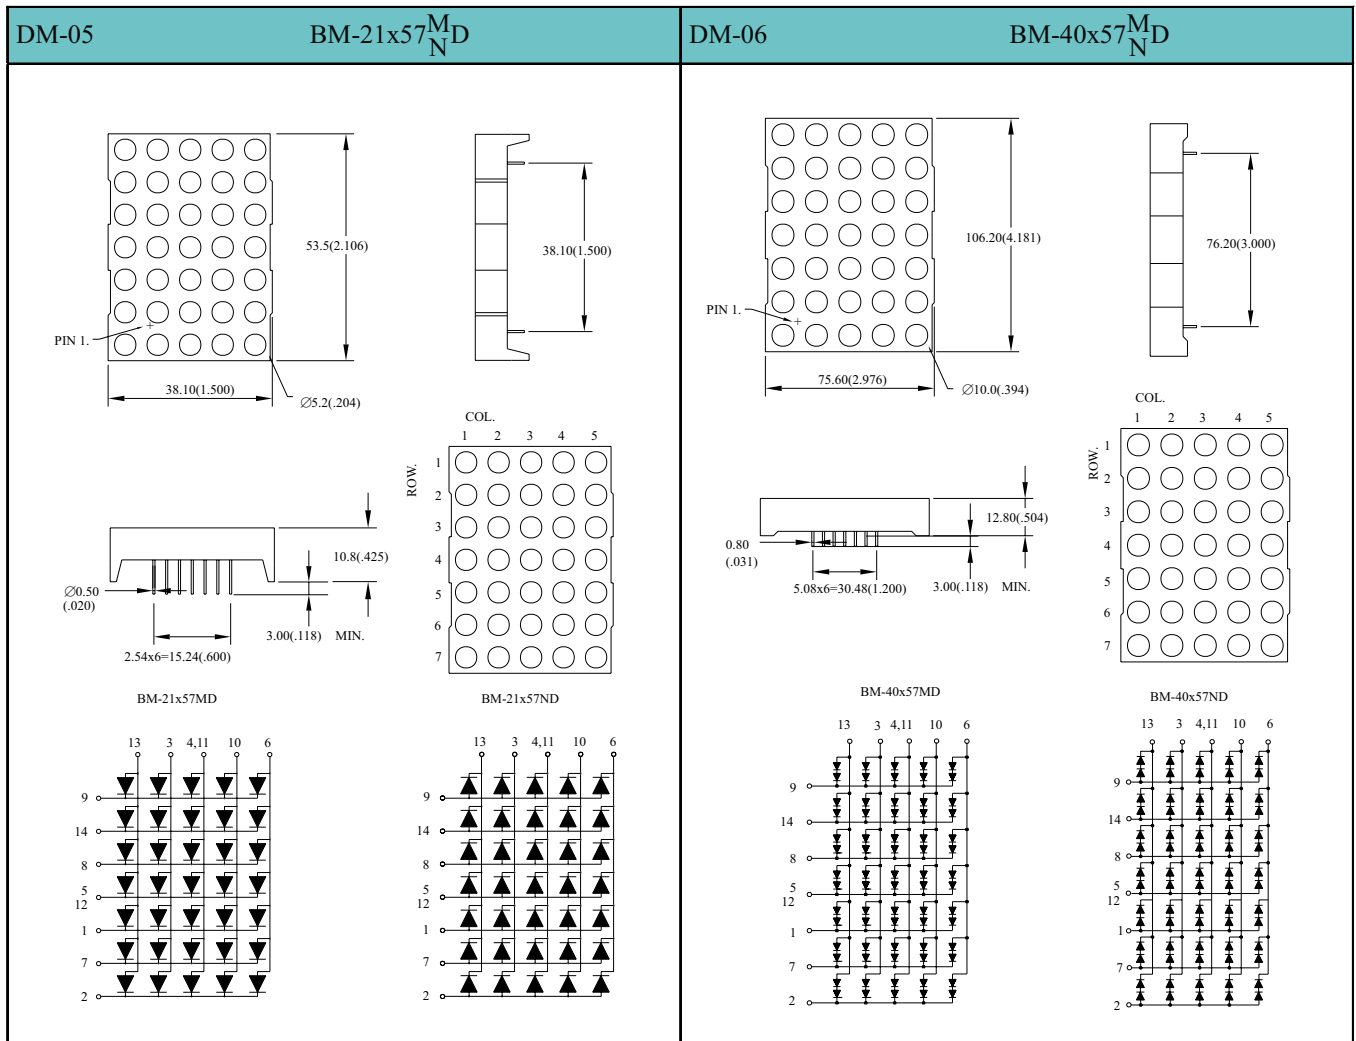 DM-05 BM-21x57M/ND
DM-06 BM-40x57M/ND
53.5(2.106)
38.10(1.500)
PIN 1.
38.10(1.500)
Ø5.2(.204)
COL.
1 2 3 4 5
ROW.
1
2
3
4
5
6
7
10.8(.425)
Ø0.50
(.020)
3.00(.118) MIN.
2.54x6=15.24(.600)
BM-21x57MD
13 3 4,11 10 6
9
14
8
5
12
1
7
2
BM-21x57ND
13 3 4,11 10 6
9
14
8
5
12
1
7
2
106.20(4.181)
76.20(3.000)
PIN 1.
75.60(2.976)
Ø10.0(.394)
COL.
1 2 3 4 5
ROW.
1
2
3
4
5
6
7
12.80(.504)
0.80
(.031)
5.08x6=30.48(1.200)
3.00(.118) MIN.
BM-40x57MD
13 3 4,11 10 6
9
14
8
5
12
1
7
2
BM-40x57ND
13 3 4,11 10 6
9
14
8
5
12
1
7
2